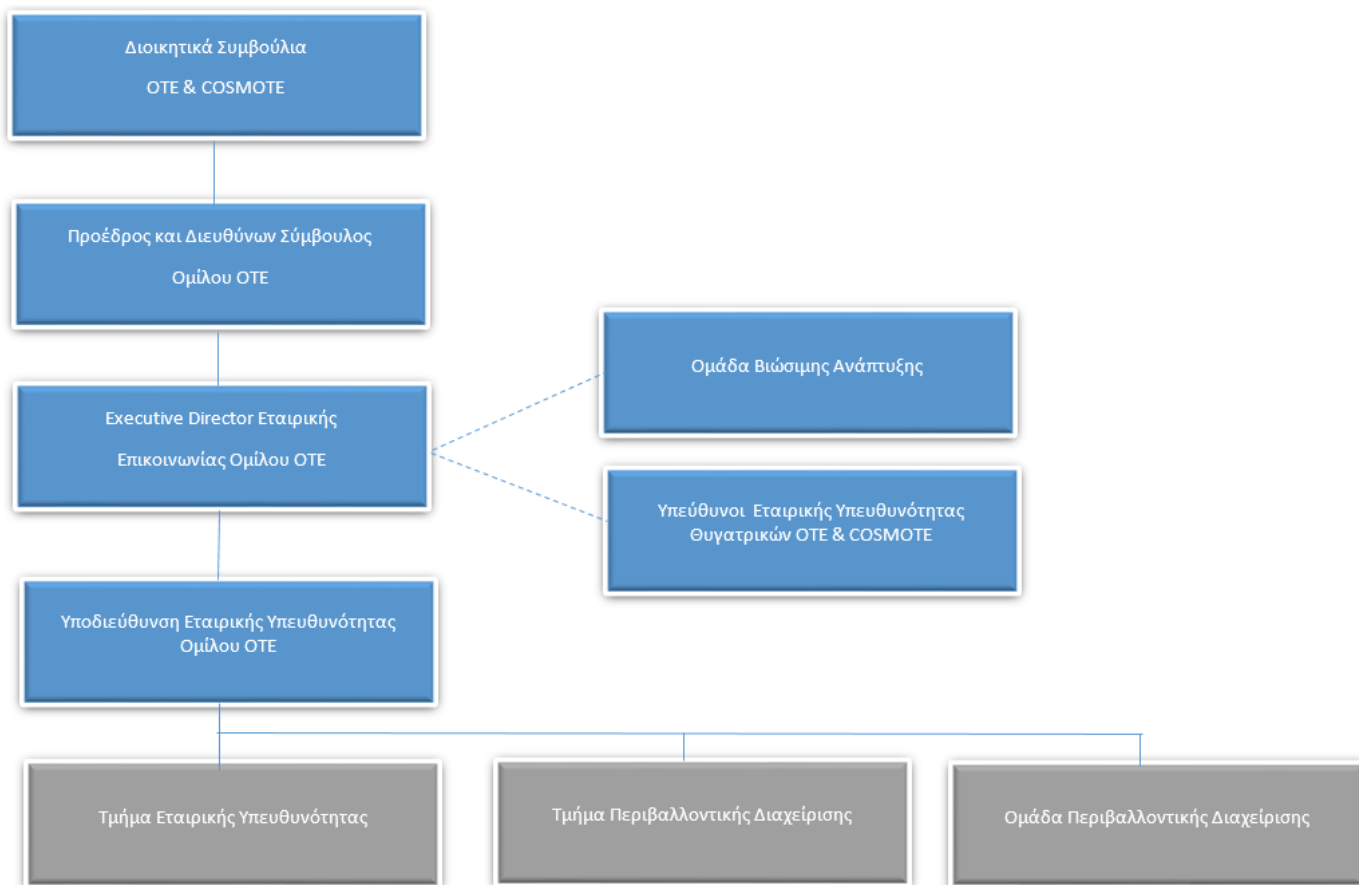 Διοικητικά Συμβούλια
ΟΤΕ & COSMOTE
Προέδρος και Διευθύνων Σύμβουλος
Ομίλου ΟΤΕ
Executive Director Εταιρικής
Επικοινωνίας Ομίλου ΟΤΕ
Ομάδα Βιώσιμης Ανάπτυξης
Υπεύθυνοι Εταιρικής Υπευθυνότητας
Θυγατρικών ΟΤΕ & COSMOTE
Υποδιεύθυνση Εταιρικής Υπευθυνότητας
Ομίλου ΟΤΕ
Τμήμα Εταιρικής Υπευθυνότητας
Τμήμα Περιβαλλοντικής Διαχείρισης
Ομάδα Περιβαλλοντικής Διαχείρισης